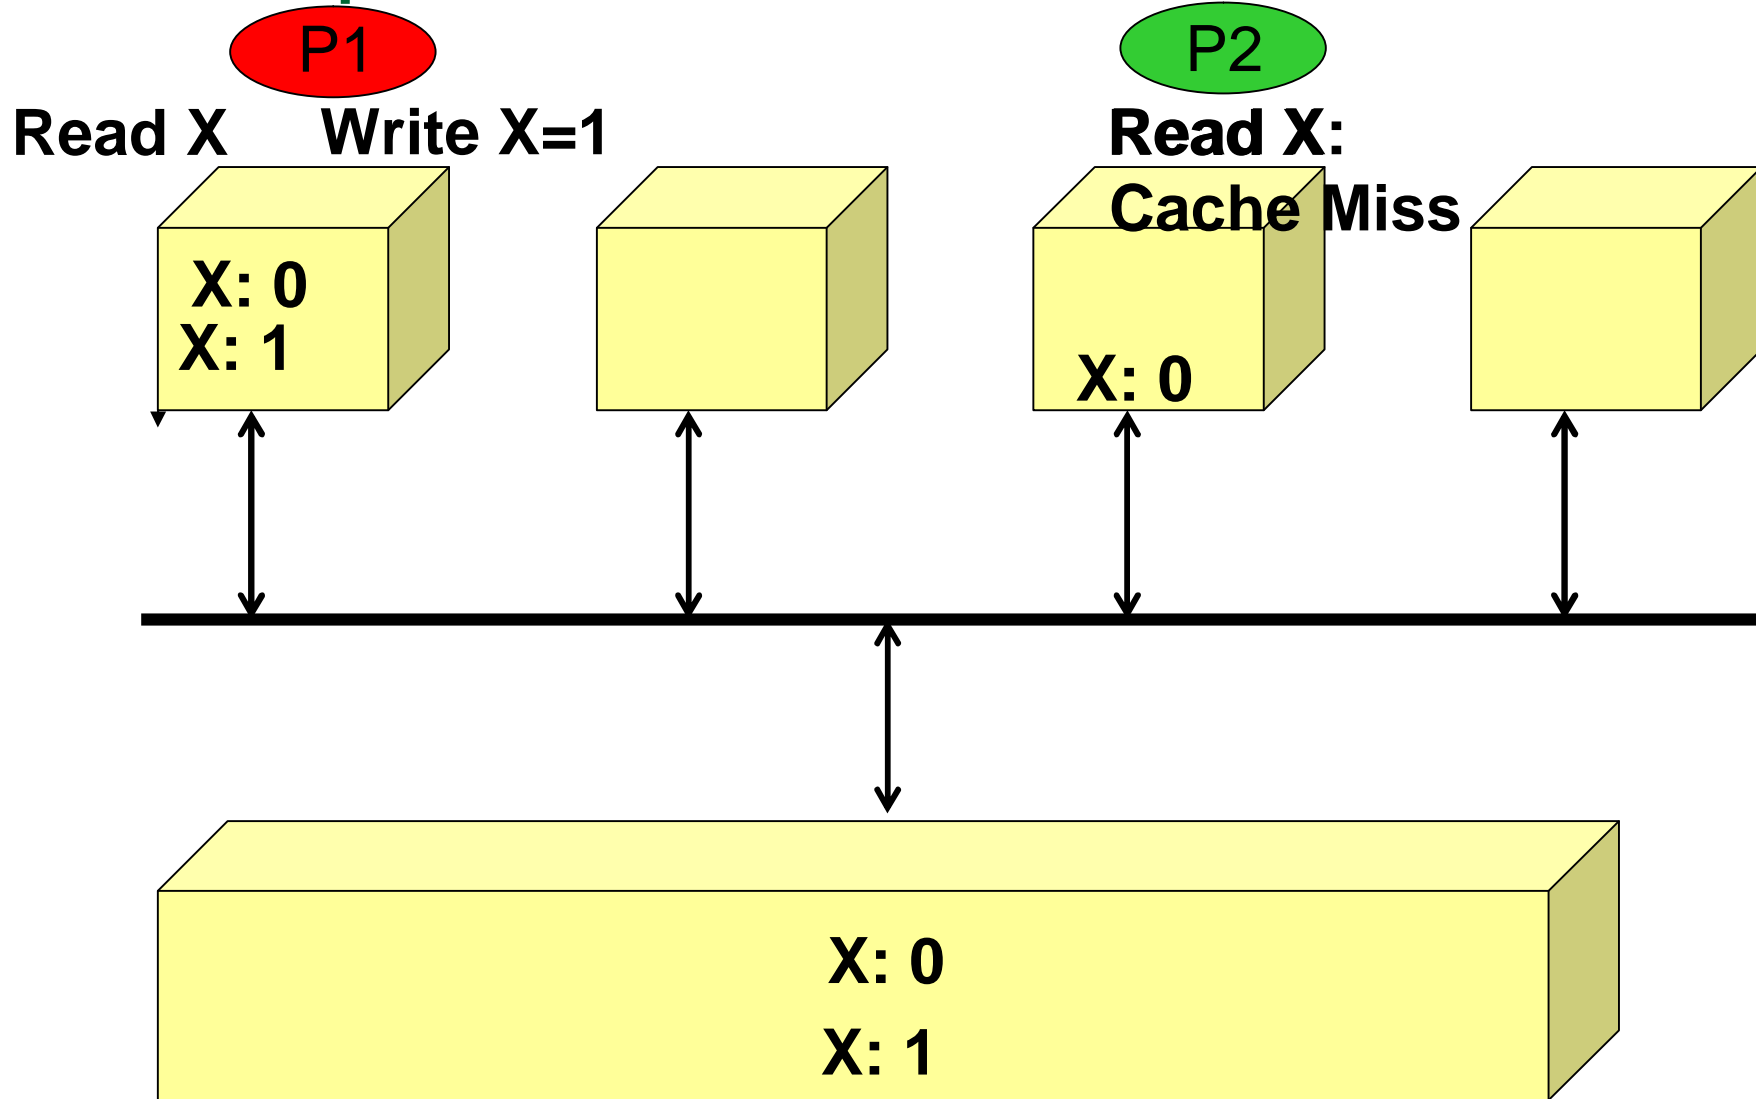 P1
P2
Read X
Write X=1
Read X:
Cache Miss
X: 0
X: 1
X: 0
X: 0
X: 1